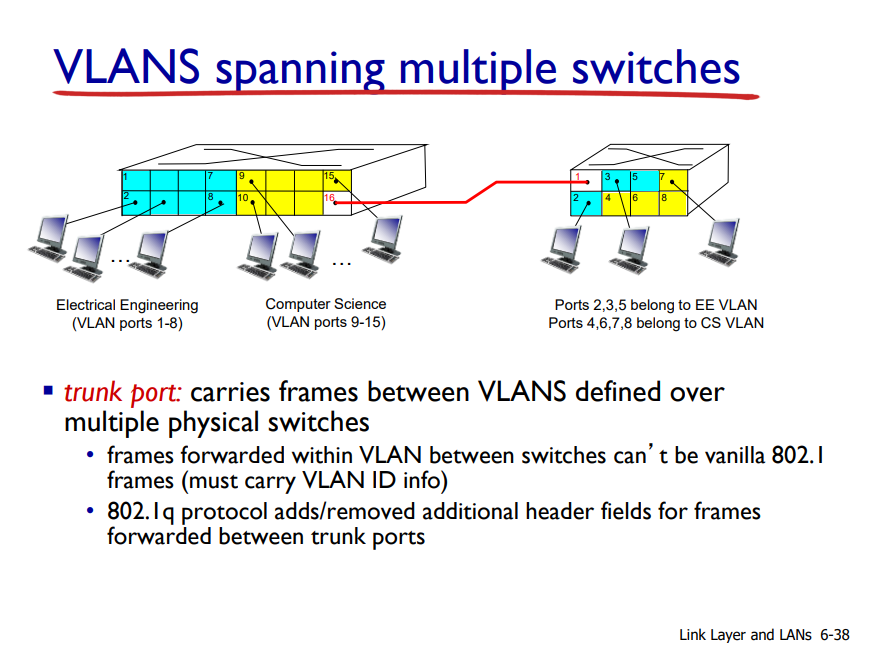 VLANS spanning multiple switches
1 7 9 15
2 8 10 16
1 3 5 7
2 4 6 8
...
...
Electrical Engineering
(VLAN ports 1-8)
Computer Science
(VLAN ports 9-15)
Ports 2,3,5 belong to EE VLAN
Ports 4,6,7,8 belong to CS VLAN
▪ trunk port: carries frames between VLANS defined over
multiple physical switches
• frames forwarded within VLAN between switches can’t be vanilla 802.1
frames (must carry VLAN ID info)
• 802.1q protocol adds/removed additional header fields for frames
forwarded between trunk ports
Link Layer and LANs 6-38